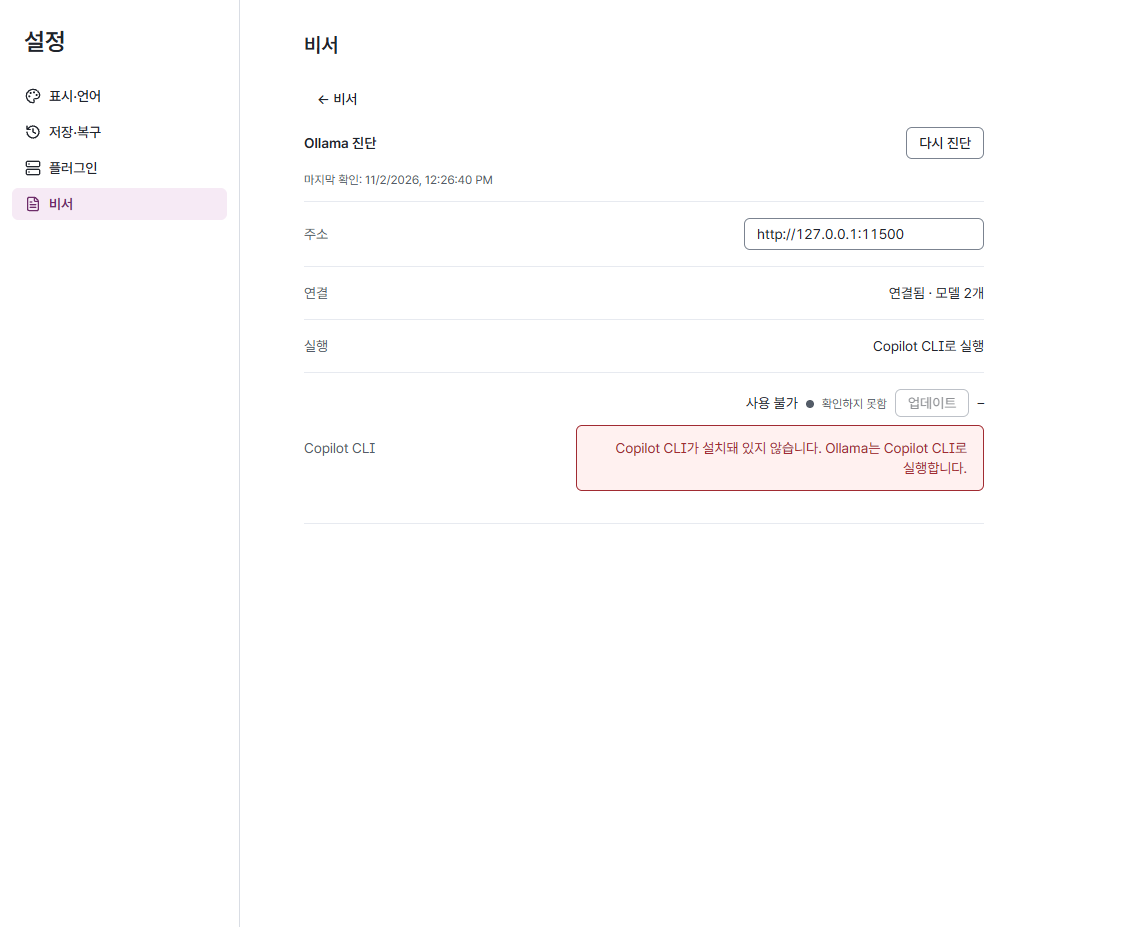 설정
표시·언어
저장·복구
플러그인
비서
비서
← 비서
Ollama 진단
다시 진단
마지막 확인: 11/2/2026, 12:26:40 PM
주소
http://127.0.0.1:11500
연결
연결됨 · 모델 2개
실행
Copilot CLI로 실행
사용 불가 ● 확인하지 못함 업데이트 –
Copilot CLI
Copilot CLI가 설치돼 있지 않습니다. Ollama는 Copilot CLI로
실행합니다.